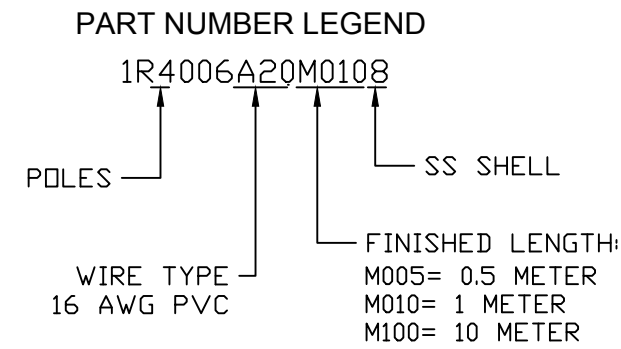 PART NUMBER LEGEND
1R4006A20M0108
POLES
SS SHELL
WIRE TYPE
16 AWG PVC
FINISHED LENGTH:
M005= 0.5 METER
M010= 1 METER
M100= 10 METER